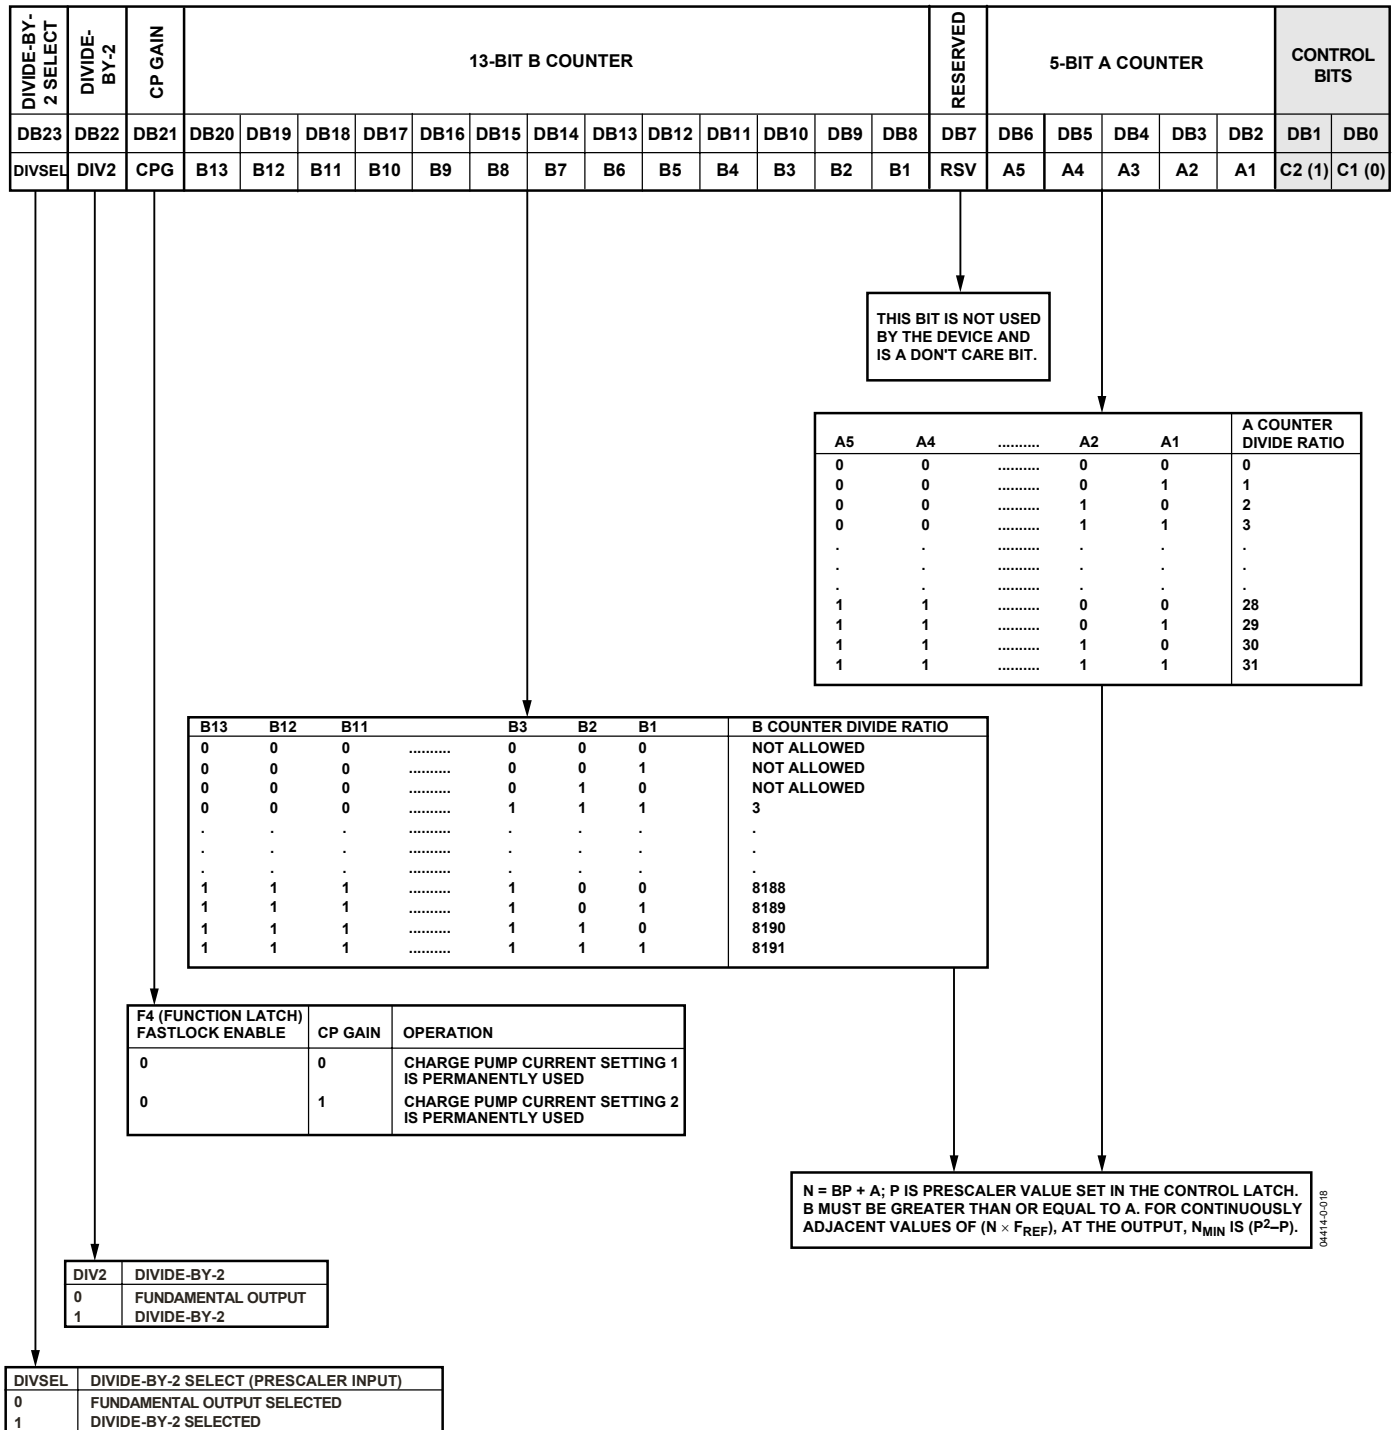 DIVIDE-BY-
2 SELECT
DIVIDE-
BY-2
CP GAIN
13-BIT B COUNTER
RESERVED
5-BIT A COUNTER
CONTROL
BITS
DB23 DB22 DB21 DB20 DB19 DB18 DB17 DB16 DB15 DB14 DB13 DB12 DB11 DB10 DB9 DB8 DB7 DB6 DB5 DB4 DB3 DB2 DB1 DB0
DIVSEL DIV2 CPG B13 B12 B11 B10 B9 B8 B7 B6 B5 B4 B3 B2 B1 RSV A5 A4 A3 A2 A1 C2 (1) C1 (0)
THIS BIT IS NOT USED
BY THE DEVICE AND
IS A DON'T CARE BIT.
A COUNTER
A5 A4 .......... A2 A1 DIVIDE RATIO
0 0 .......... 0 0 0
0 0 .......... 0 1 1
0 0 .......... 1 0 2
0 0 .......... 1 1 3
. . .......... . . .
. . .......... . . .
. . .......... . . .
1 1 .......... 0 0 28
1 1 .......... 0 1 29
1 1 .......... 1 0 30
1 1 .......... 1 1 31
B13 B12 B11 B3 B2 B1 B COUNTER DIVIDE RATIO
0 0 0 .......... 0 0 0 NOT ALLOWED
0 0 0 .......... 0 0 1 NOT ALLOWED
0 0 0 .......... 0 1 0 NOT ALLOWED
0 0 0 .......... 1 1 1 3
. . . .......... . . . .
. . . .......... . . . .
. . . .......... . . . .
1 1 1 .......... 1 0 0 8188
1 1 1 .......... 1 0 1 8189
1 1 1 .......... 1 1 0 8190
1 1 1 .......... 1 1 1 8191
F4 (FUNCTION LATCH)
FASTLOCK ENABLE CP GAIN OPERATION
0 0 CHARGE PUMP CURRENT SETTING 1
IS PERMANENTLY USED
0 1 CHARGE PUMP CURRENT SETTING 2
IS PERMANENTLY USED
N = BP + A; P IS PRESCALER VALUE SET IN THE CONTROL LATCH.
B MUST BE GREATER THAN OR EQUAL TO A. FOR CONTINUOUSLY
ADJACENT VALUES OF (N × F_REF), AT THE OUTPUT, N_MIN IS (P²–P).
04414-0-018
DIV2 DIVIDE-BY-2
0 FUNDAMENTAL OUTPUT
1 DIVIDE-BY-2
DIVSEL DIVIDE-BY-2 SELECT (PRESCALER INPUT)
0 FUNDAMENTAL OUTPUT SELECTED
1 DIVIDE-BY-2 SELECTED